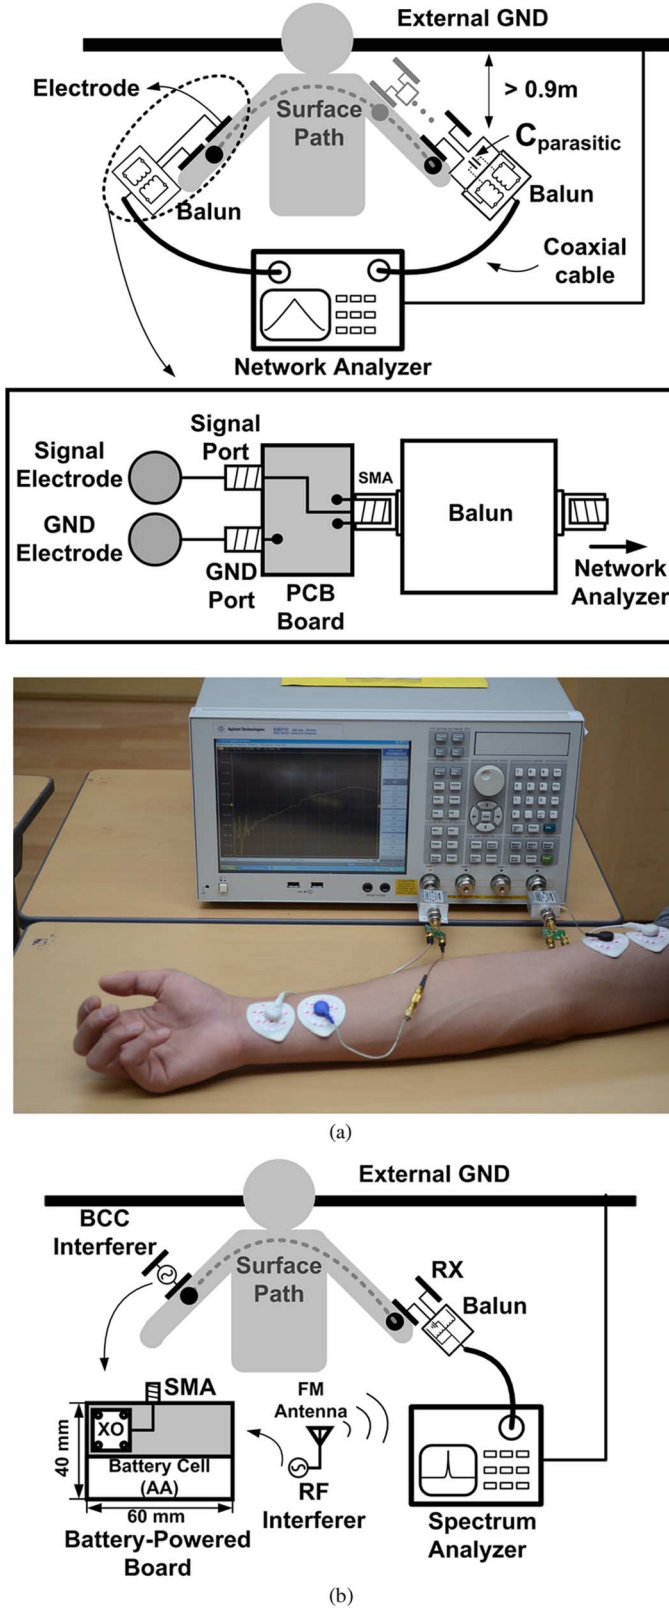 External GND
Electrode
> 0.9m
Surface
Path
Cparasitic
Balun
Balun
Coaxial
cable
Network Analyzer
Signal
Port
Signal
Electrode
SMA
Balun
GND
Electrode
GND
Port
PCB
Board
Network
Analyzer
Agilent Technologies
(a)
External GND
BCC
Interferer
Surface
Path
RX
Balun
SMA
FM
Antenna
XO
40 mm
Battery Cell
(AA)
60 mm
RF
Interferer
Battery-Powered
Board
Spectrum
Analyzer
(b)